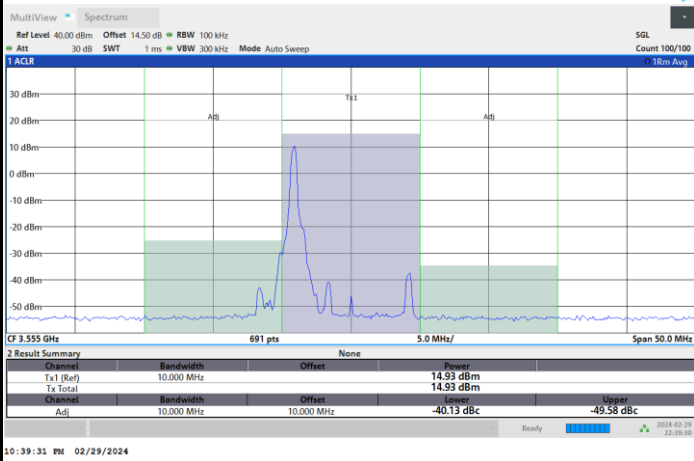 MultiView Spectrum
Ref Level 40.00 dBm Offset 14.50 dB RBW 100 kHz SGL
Att 30 dB SWT 1 ms VBW 300 kHz Mode Auto Sweep Count 100/100
1 ACLR 1Rm Avg
30 dBm
Tx1
20 dBm Adj Adj
10 dBm
0 dBm
-10 dBm
-20 dBm
-30 dBm
-40 dBm
-50 dBm
CF 3.555 GHz 691 pts 5.0 MHz/ Span 50.0 MHz
2 Result Summary None
Channel Bandwidth Offset Power
Tx1 (Ref) 10.000 MHz 14.93 dBm
Tx Total 14.93 dBm
Channel Bandwidth Offset Lower Upper
Adj 10.000 MHz 10.000 MHz -40.13 dBc -49.58 dBc
Ready 2024-02-29
22:39:30
10:39:31 PM 02/29/2024